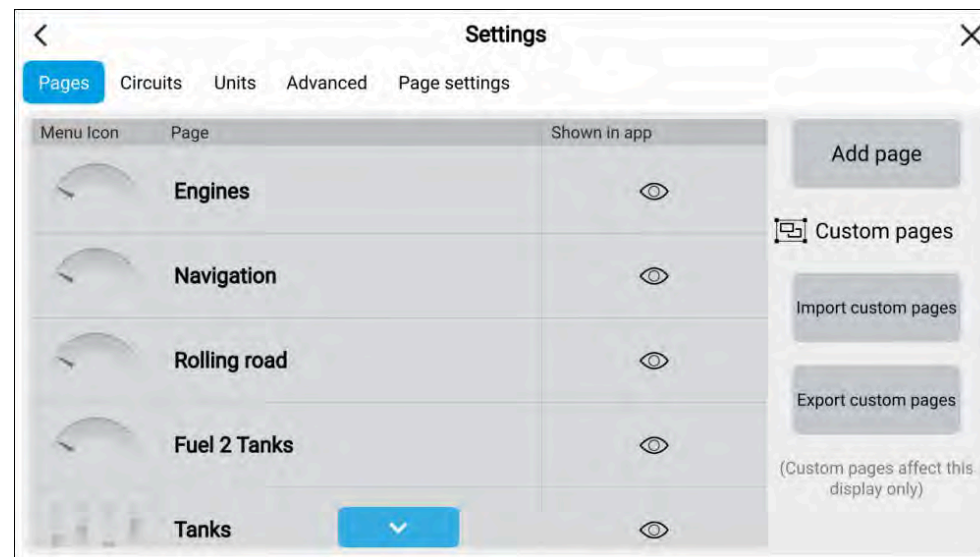 Settings
Pages Circuits Units Advanced Page settings
Menu Icon Page Shown in app
Engines
Navigation
Rolling road
Fuel 2 Tanks
Tanks
Add page
Custom pages
Import custom pages
Export custom pages
(Custom pages affect this
display only)